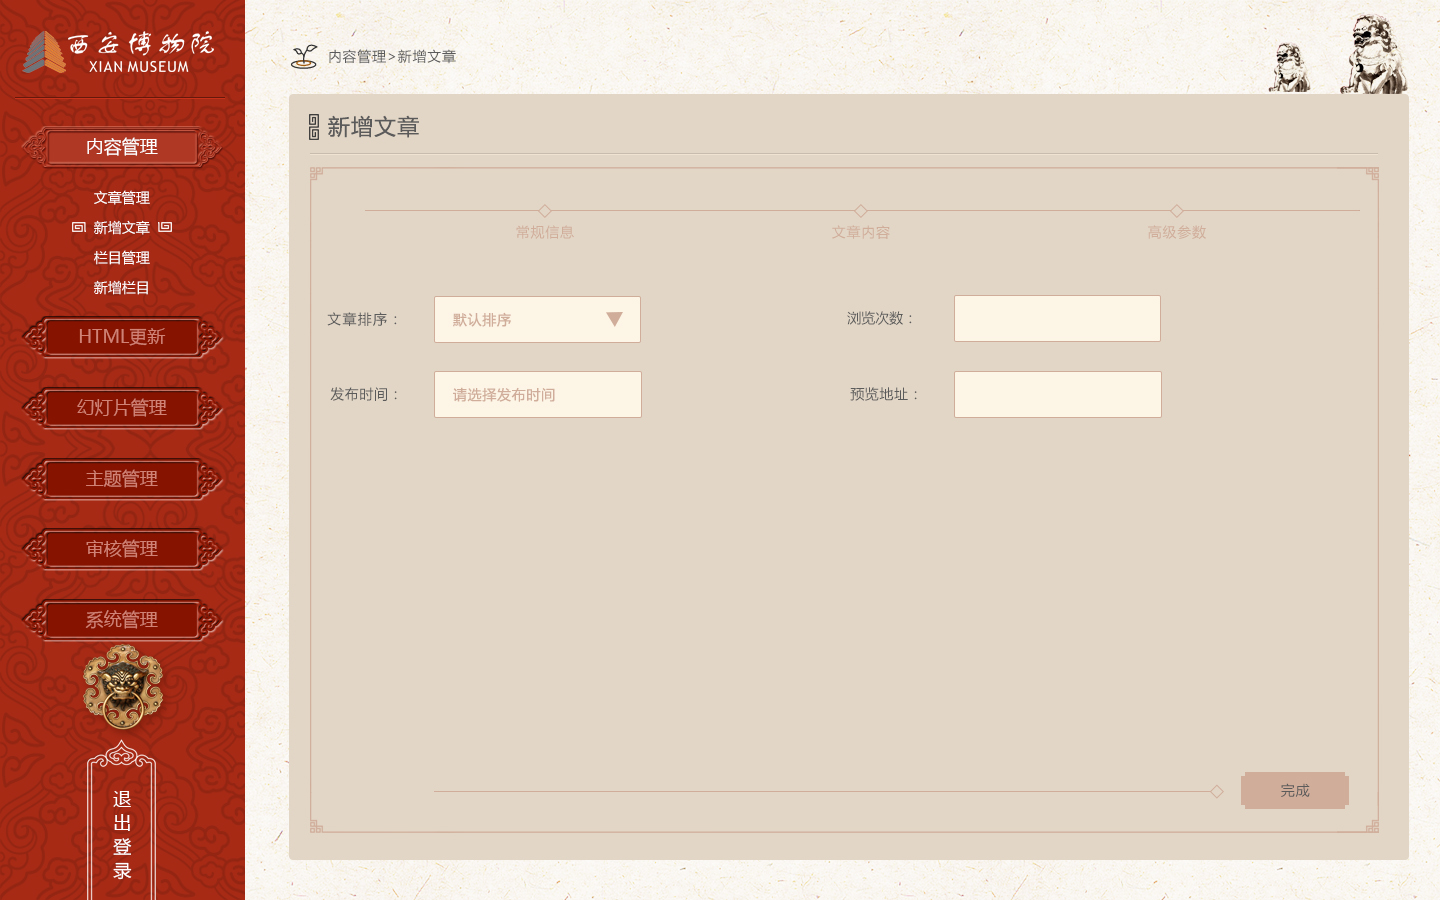 西安博物院
XIAN MUSEUM
内容管理
文章管理
新增文章
栏目管理
新增栏目
HTML更新
幻灯片管理
主题管理
审核管理
系统管理
退出登录
内容管理>新增文章
新增文章
常规信息
文章内容
高级参数
文章排序：
默认排序
浏览次数：
发布时间：
请选择发布时间
预览地址：
完成